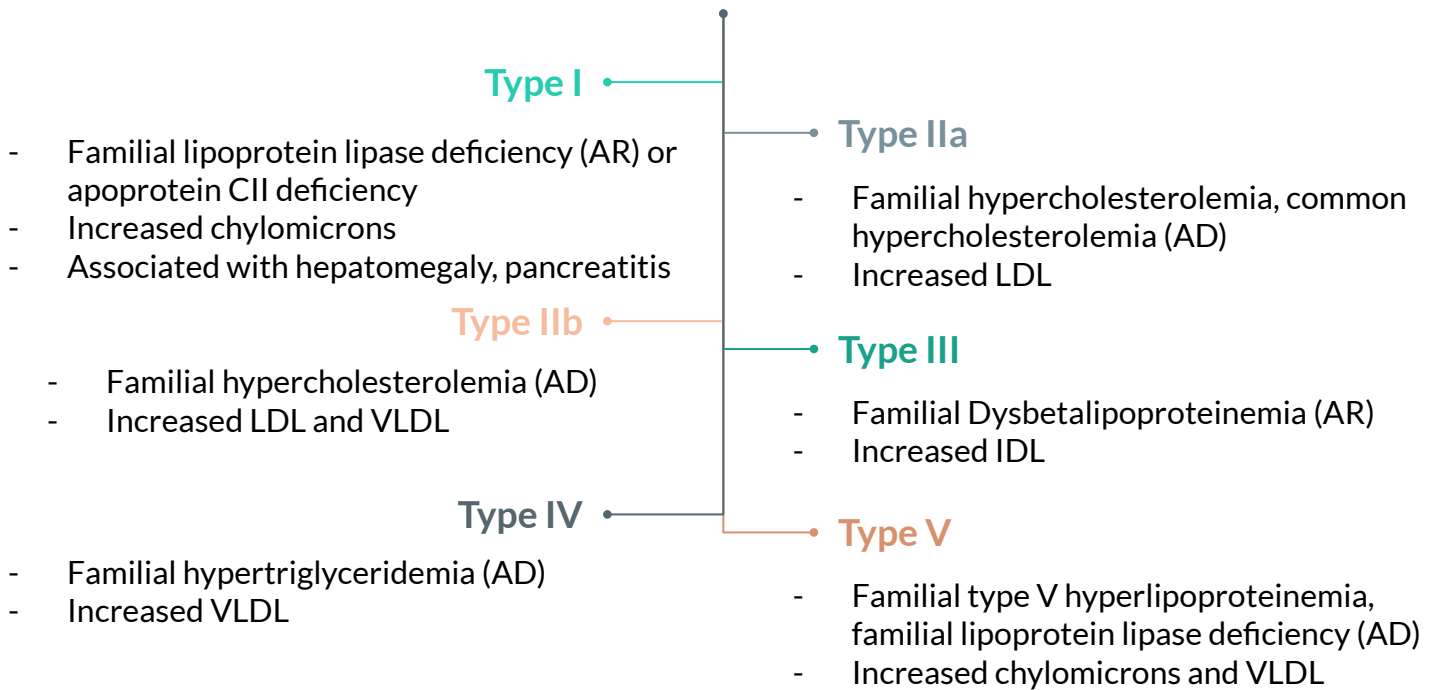 Type I
- Familial lipoprotein lipase deficiency (AR) or
apoprotein CII deficiency
- Increased chylomicrons
- Associated with hepatomegaly, pancreatitis
Type IIa
- Familial hypercholesterolemia, common
hypercholesterolemia (AD)
- Increased LDL
Type IIb
- Familial hypercholesterolemia (AD)
- Increased LDL and VLDL
Type III
- Familial Dysbetalipoproteinemia (AR)
- Increased IDL
Type IV
- Familial hypertriglyceridemia (AD)
- Increased VLDL
Type V
- Familial type V hyperlipoproteinemia,
familial lipoprotein lipase deficiency (AD)
- Increased chylomicrons and VLDL